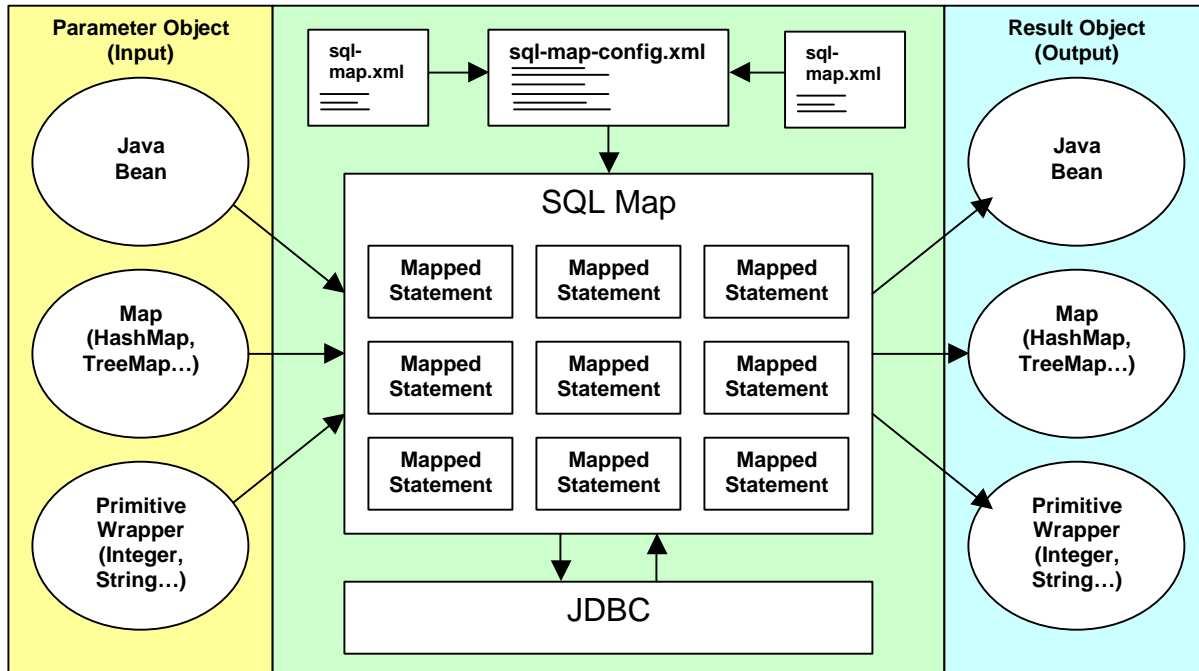 Parameter Object
(Input)
Java
Bean
Map
(HashMap,
TreeMap…)
Primitive
Wrapper
(Integer,
String…)
sql-
map.xml
sql-map-config.xml
sql-
map.xml
SQL Map
Mapped
Statement
Mapped
Statement
Mapped
Statement
Mapped
Statement
Mapped
Statement
Mapped
Statement
Mapped
Statement
Mapped
Statement
Mapped
Statement
JDBC
Result Object
(Output)
Java
Bean
Map
(HashMap,
TreeMap…)
Primitive
Wrapper
(Integer,
String…)